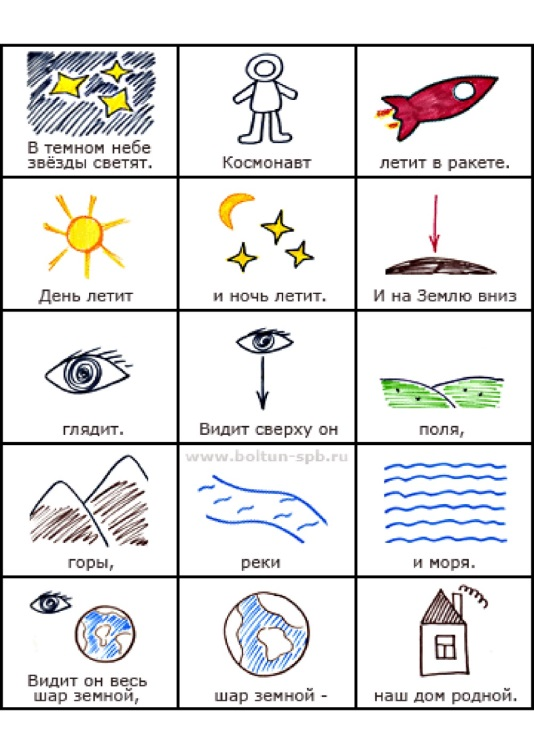 В темном небе
звёзды светят.
Космонавт
летит в ракете.
День летит
и ночь летит.
И на Землю вниз
глядит.
Видит сверху он
поля,
www.boltun-spb.ru
горы,
реки
и моря.
Видит он весь
шар земной,
шар земной -
наш дом родной.